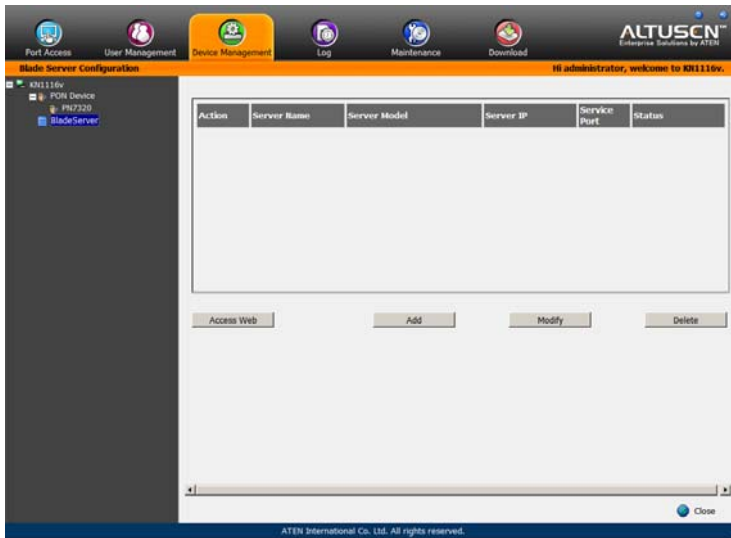 Port Access User Management Device Management Log Maintenance Download
ALTUSEN™
Enterprise Solutions by ATEN
Blade Server Configuration
Hi administrator, welcome to KN1116v.
KN1116v
PON Device
PN7320
BladeServer
Action Server Name Server Model Server IP Service Port Status
Access Web Add Modify Delete
Close
ATEN International Co. Ltd. All rights reserved.